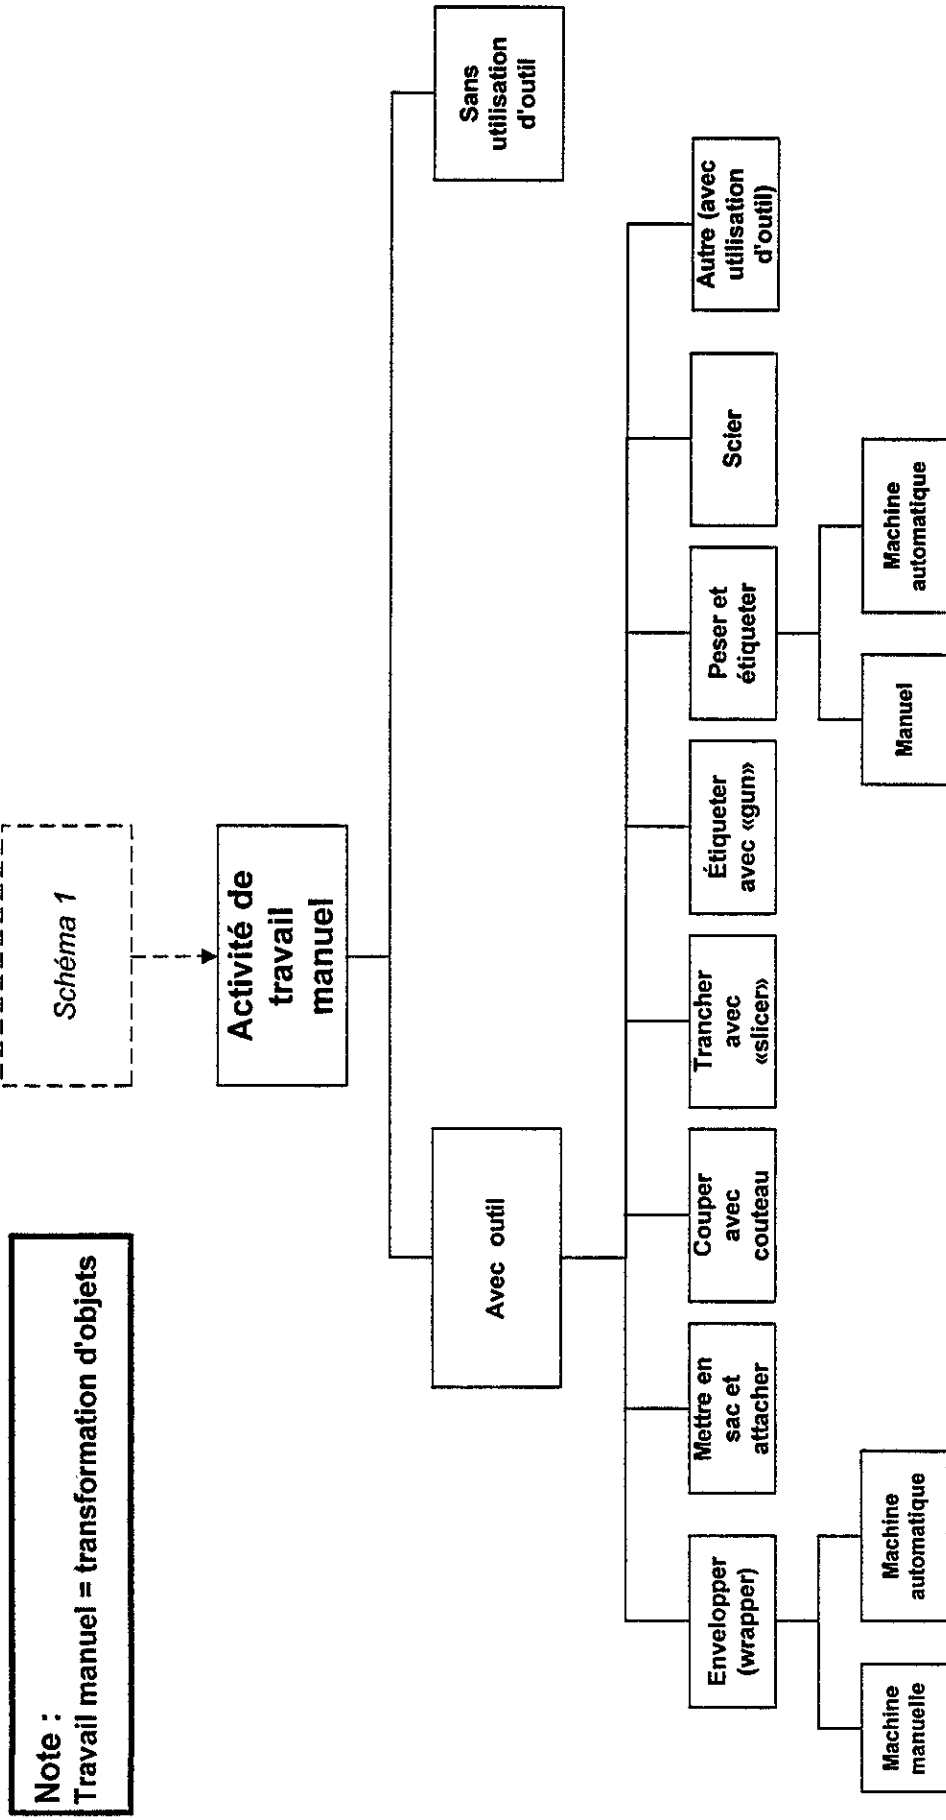 Note :
Travail manuel = transformation d'objets
Schéma 1
Activité de
travail
manuel
Avec outil
Sans
utilisation
d'outil
Envelopper
(wrapper)
Mettre en
sac et
attacher
Couper
avec
couteau
Trancher
avec
«slicer»
Étiqueter
avec «gun»
Peser et
étiqueter
Scier
Autre (avec
utilisation
d'outil)
Machine
manuelle
Machine
automatique
Manuel
Machine
automatique